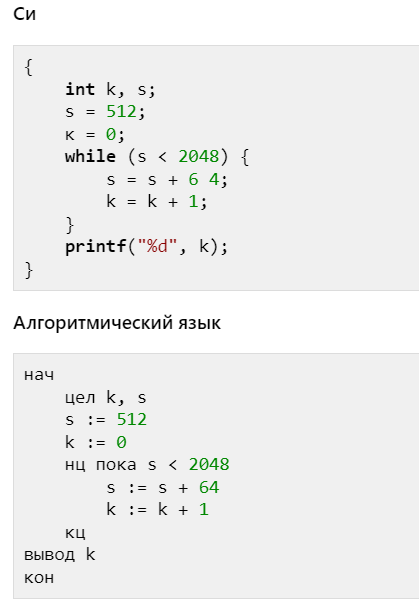 Си
{
int k, s;
s = 512;
к = 0;
while (s < 2048) {
s = s + 6 4;
k = k + 1;
}
printf("%d", k);
}
Алгоритмический язык
нач
цел k, s
s := 512
k := 0
нц пока s < 2048
s := s + 64
k := k + 1
кц
вывод k
кон